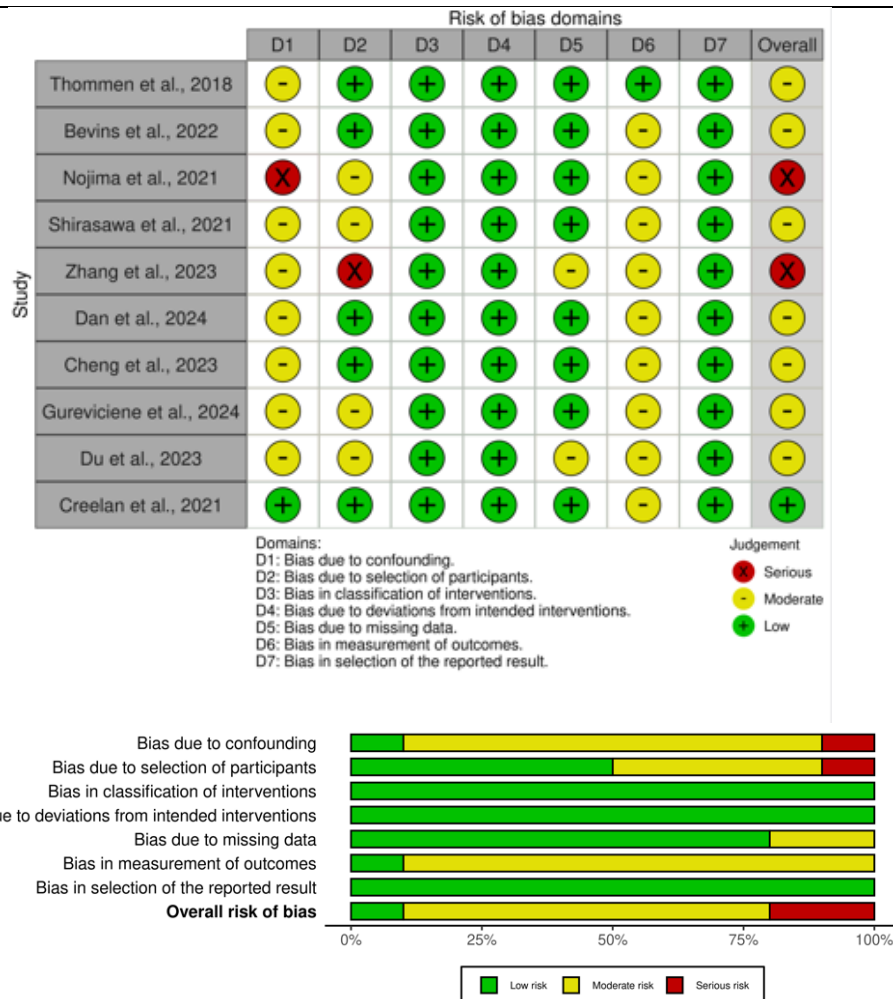 Risk of bias domains
D1 D2 D3 D4 D5 D6 D7 Overall
Study
Thommen et al., 2018 - + + + + + + -
Bevins et al., 2022 - + + + + - + -
Nojima et al., 2021 X - + + + - + X
Shirasawa et al., 2021 - - + + + - + -
Zhang et al., 2023 - X + + - - + X
Dan et al., 2024 - + + + + - + -
Cheng et al., 2023 - + + + + - + -
Gureviciene et al., 2024 - - + + + - + -
Du et al., 2023 - - + + - - + -
Creelan et al., 2021 + + + + + - + +
Domains:
D1: Bias due to confounding.
D2: Bias due to selection of participants.
D3: Bias in classification of interventions.
D4: Bias due to deviations from intended interventions.
D5: Bias due to missing data.
D6: Bias in measurement of outcomes.
D7: Bias in selection of the reported result.
Judgement
X Serious
- Moderate
+ Low
Bias due to confounding
Bias due to selection of participants
Bias in classification of interventions
ue to deviations from intended interventions
Bias due to missing data
Bias in measurement of outcomes
Bias in selection of the reported result
Overall risk of bias
0% 25% 50% 75% 100%
Low risk Moderate risk Serious risk